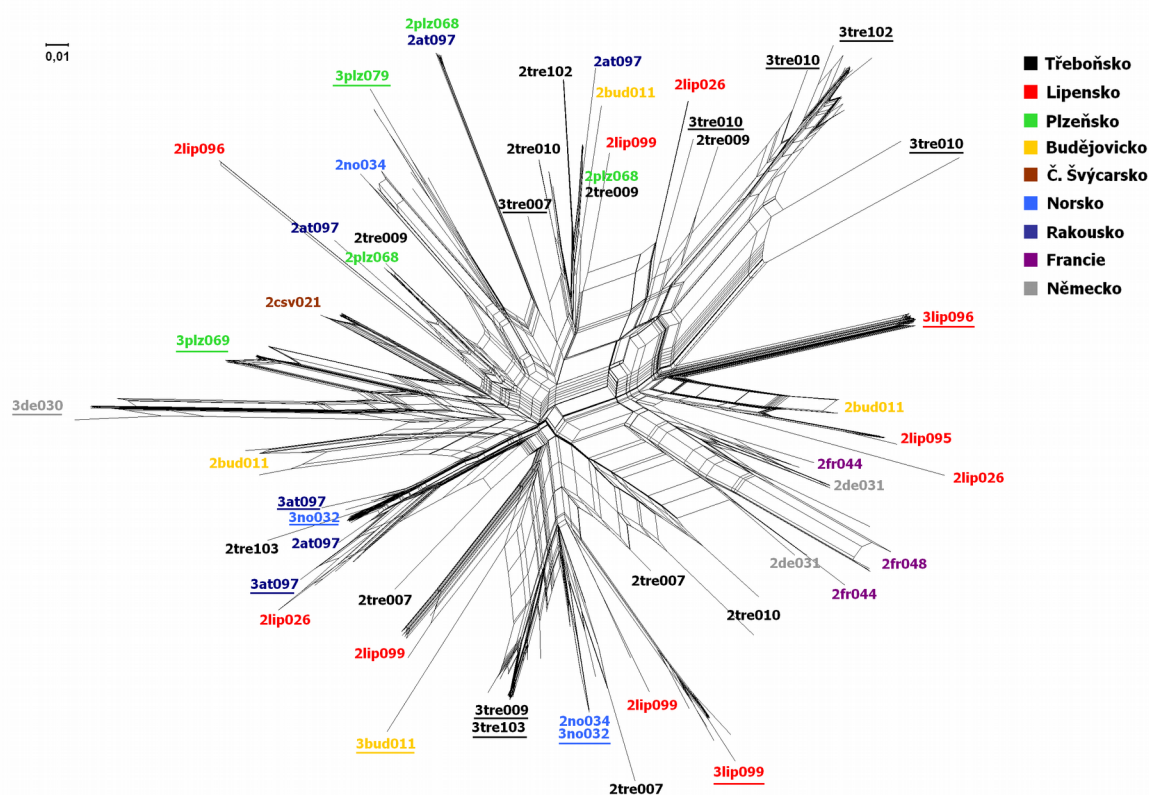 0,01
2plz068
2at097
3plz079
2tre102
2at097
2bud011
2lip026
3tre010
3tre102
3tre010
2tre009
3tre010
2lip096
2no034
2tre010
2lip099
2plz068
2tre009
3tre007
2at097
2tre009
2plz068
2csv021
3plz069
3lip096
3de030
2bud011
2lip095
2lip026
2fr044
2de031
2bud011
3at097
3no032
2at097
2tre103
3at097
2lip026
2tre007
2lip099
2tre007
2tre010
2de031
2fr048
2fr044
3bud011
3tre009
3tre103
2no034
3no032
2lip099
3lip099
2tre007
Třeboňsko
Lipensko
Plzeňsko
Budějovicko
Č. Švýcarsko
Norsko
Rakousko
Francie
Německo